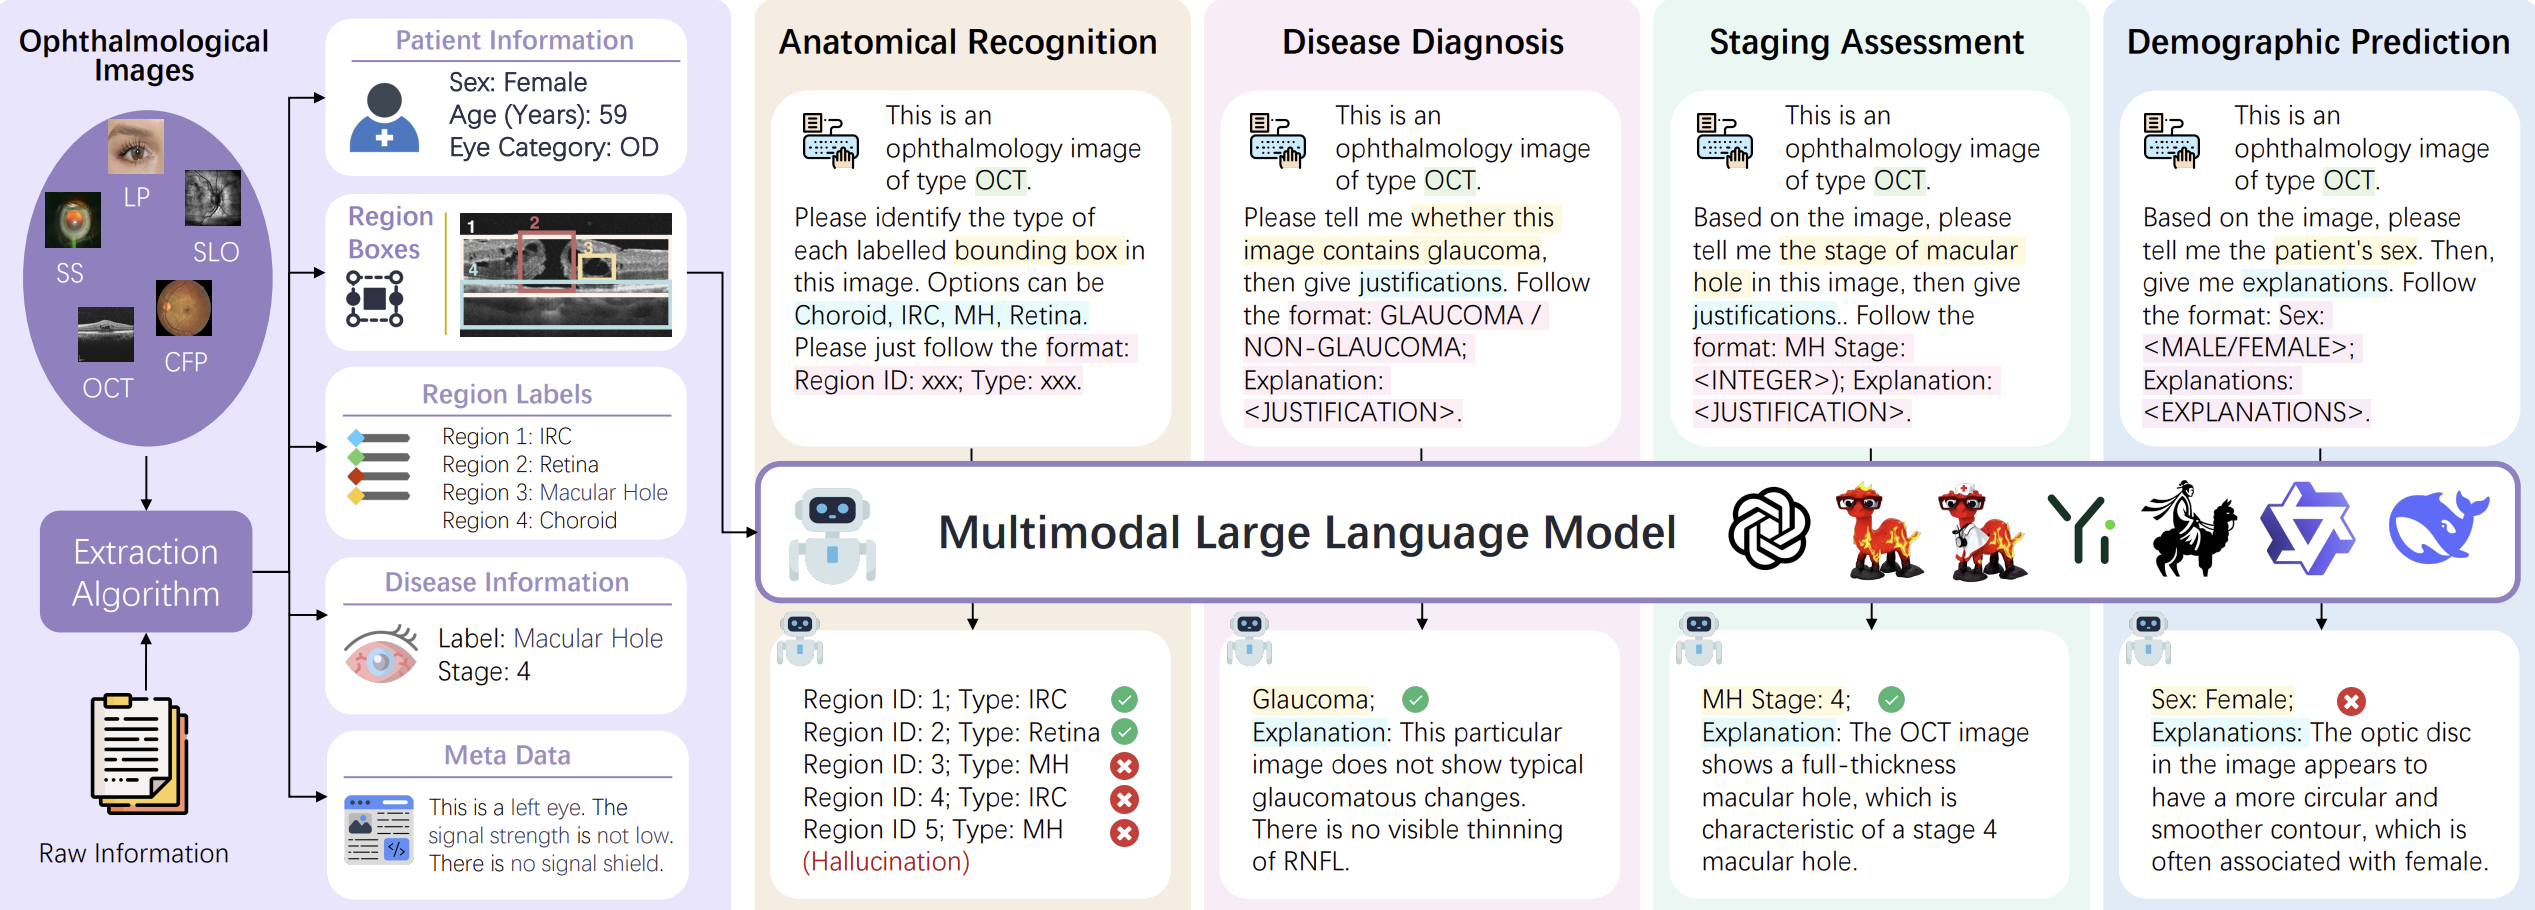 Ophthalmological
Images
LP
SLO
SS
CFP
OCT
Extraction
Algorithm
Raw Information
Patient Information
Sex: Female
Age (Years): 59
Eye Category: OD
Region
Boxes
1
2
3
4
Region Labels
Region 1: IRC
Region 2: Retina
Region 3: Macular Hole
Region 4: Choroid
Disease Information
Label: Macular Hole
Stage: 4
Meta Data
This is a left eye. The
signal strength is not low.
There is no signal shield.
Anatomical Recognition
This is an
ophthalmology image
of type OCT.
Please identify the type of
each labelled bounding box in
this image. Options can be
Choroid, IRC, MH, Retina.
Please just follow the format:
Region ID: xxx; Type: xxx.
Disease Diagnosis
This is an
ophthalmology image
of type OCT.
Please tell me whether this
image contains glaucoma,
then give justifications. Follow
the format: GLAUCOMA /
NON-GLAUCOMA;
Explanation:
<JUSTIFICATION>.
Staging Assessment
This is an
ophthalmology image
of type OCT.
Based on the image, please
tell me the stage of macular
hole in this image, then give
justifications.. Follow the
format: MH Stage:
<INTEGER>); Explanation:
<JUSTIFICATION>.
Demographic Prediction
This is an
ophthalmology image
of type OCT.
Based on the image, please
tell me the patient's sex. Then,
give me explanations. Follow
the format: Sex:
<MALE/FEMALE>;
Explanations:
<EXPLANATIONS>.
Multimodal Large Language Model
Region ID: 1; Type: IRC
Region ID: 2; Type: Retina
Region ID: 3; Type: MH
Region ID: 4; Type: IRC
Region ID 5; Type: MH
(Hallucination)
Glaucoma;
Explanation: This particular
image does not show typical
glaucomatous changes.
There is no visible thinning
of RNFL.
MH Stage: 4;
Explanation: The OCT image
shows a full-thickness
macular hole, which is
characteristic of a stage 4
macular hole.
Sex: Female;
Explanations: The optic disc
in the image appears to
have a more circular and
smoother contour, which is
often associated with female.